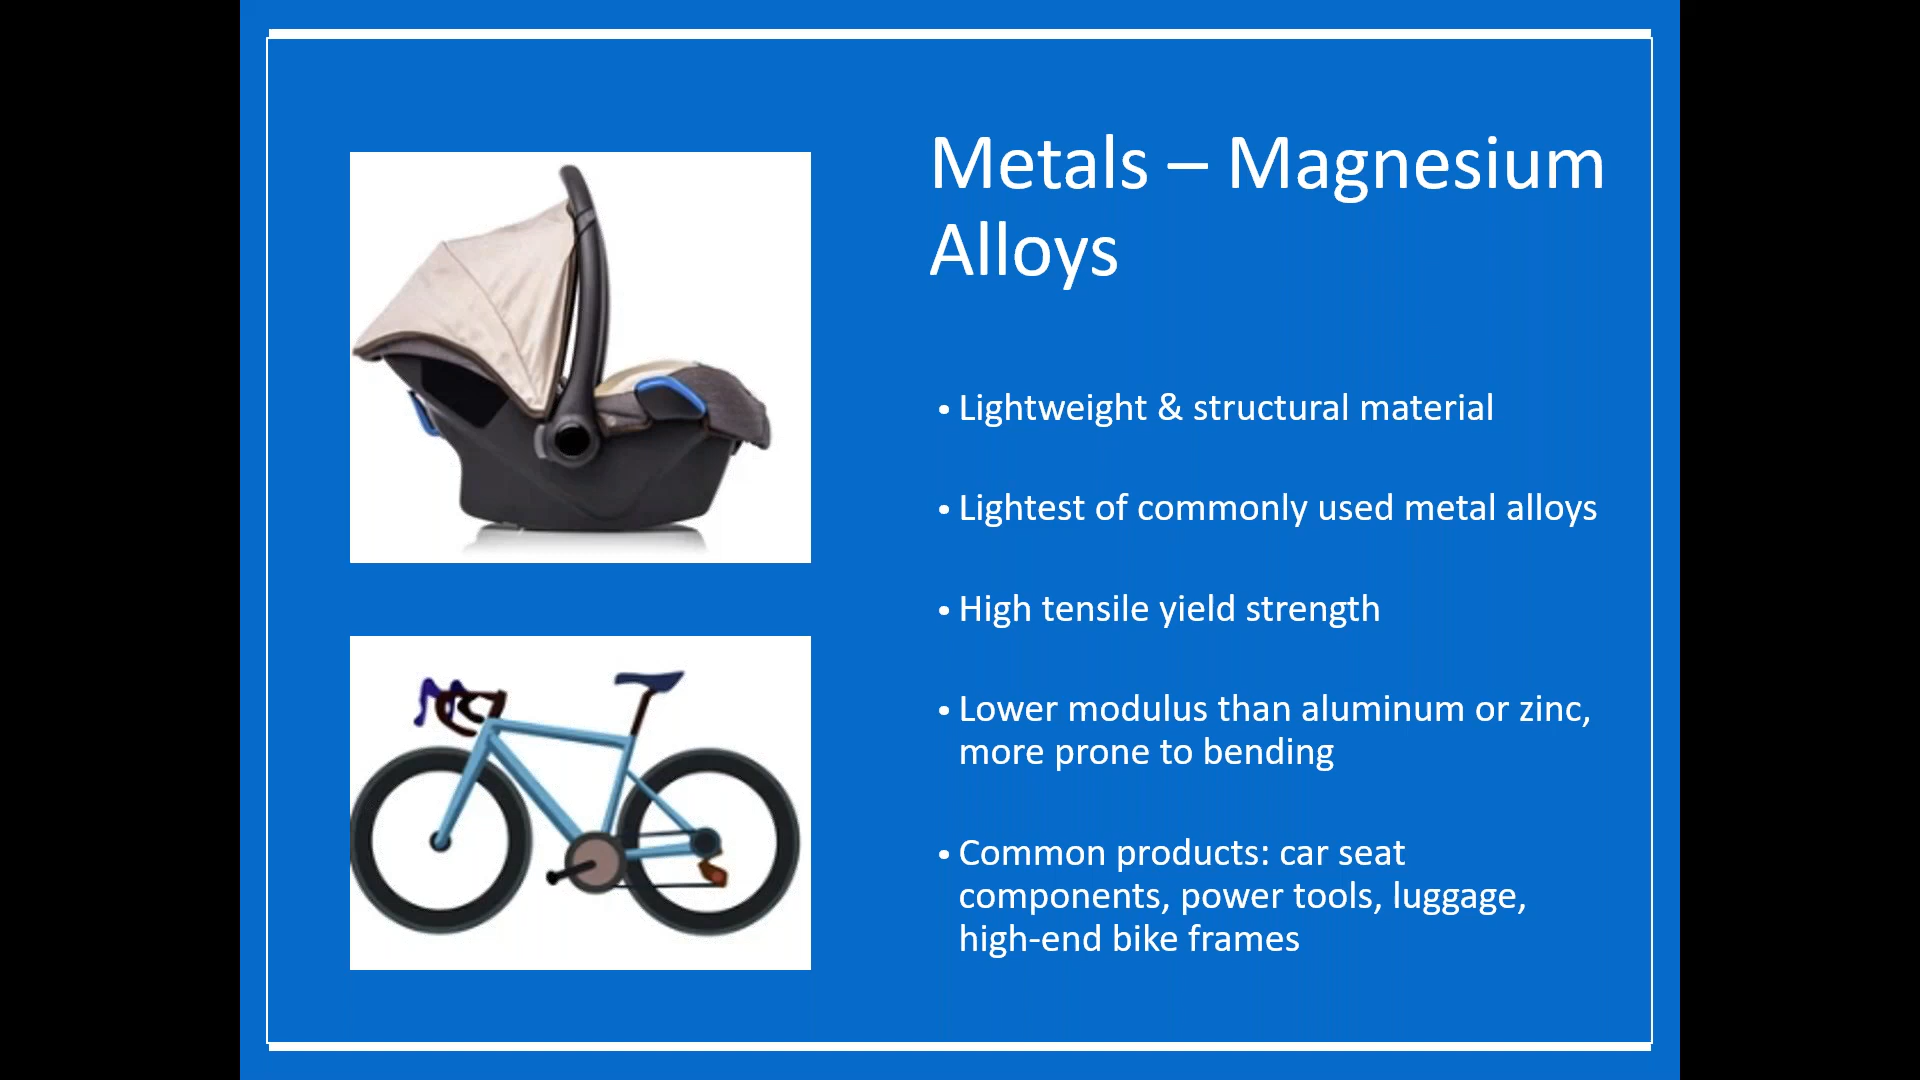 Metals – Magnesium
Alloys
• Lightweight & structural material
• Lightest of commonly used metal alloys
• High tensile yield strength
• Lower modulus than aluminum or zinc,
more prone to bending
• Common products: car seat
components, power tools, luggage,
high-end bike frames